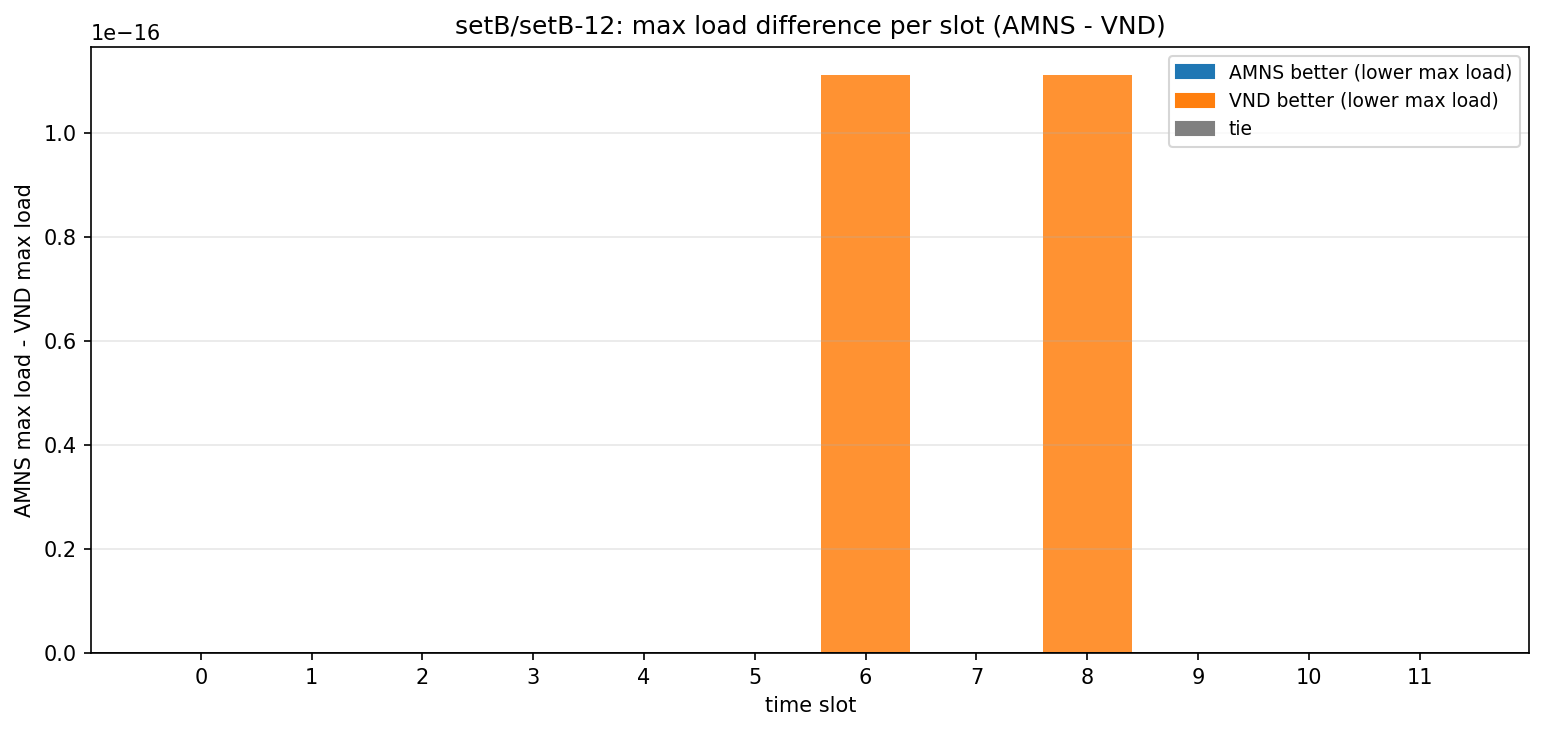 setB/setB-12: max load difference per slot (AMNS - VND)
1e−16
AMNS better (lower max load)
VND better (lower max load)
tie
AMNS max load - VND max load
1.0
0.8
0.6
0.4
0.2
0.0
0 1 2 3 4 5 6 7 8 9 10 11
time slot